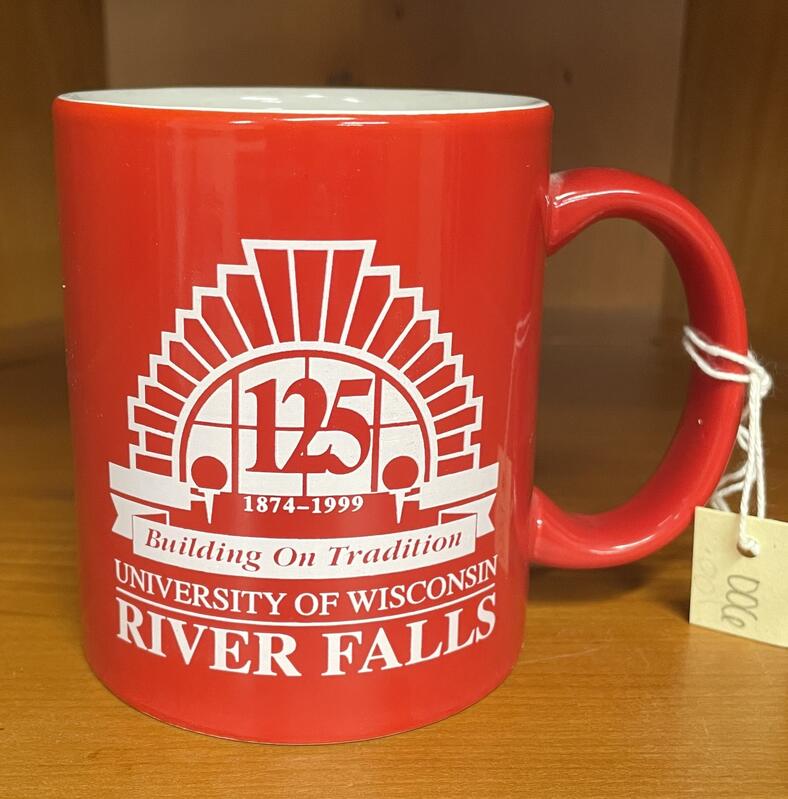 125
1874–1999
Building On Tradition
UNIVERSITY OF WISCONSIN
RIVER FALLS